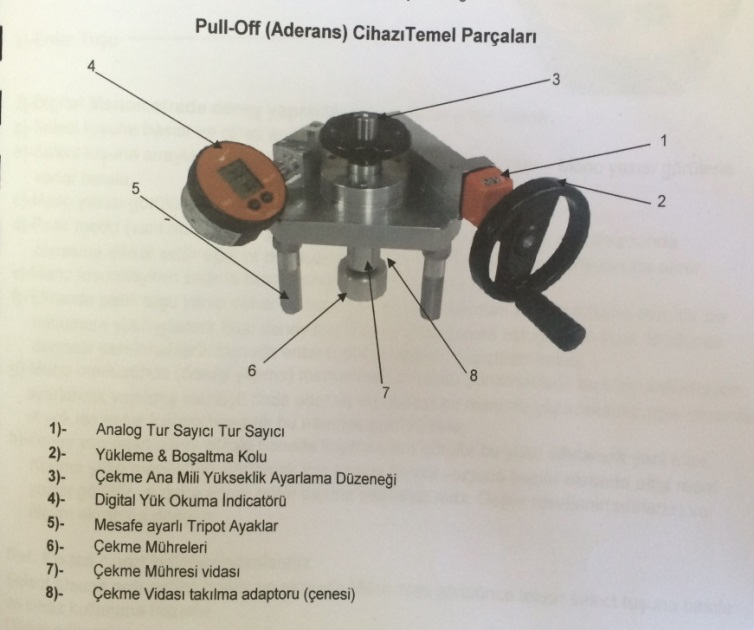 Pull-Off (Aderans) CihazıTemel Parçaları
4
3
1
5
2
6
7
8
1)- Analog Tur Sayıcı Tur Sayıcı
2)- Yükleme & Boşaltma Kolu
3)- Çekme Ana Mili Yükseklik Ayarlama Düzeneği
4)- Digital Yük Okuma İndicatörü
5)- Mesafe ayarlı Tripot Ayaklar
6)- Çekme Mühreleri
7)- Çekme Mühresi vidası
8)- Çekme Vidası takılma adaptoru (çenesi)